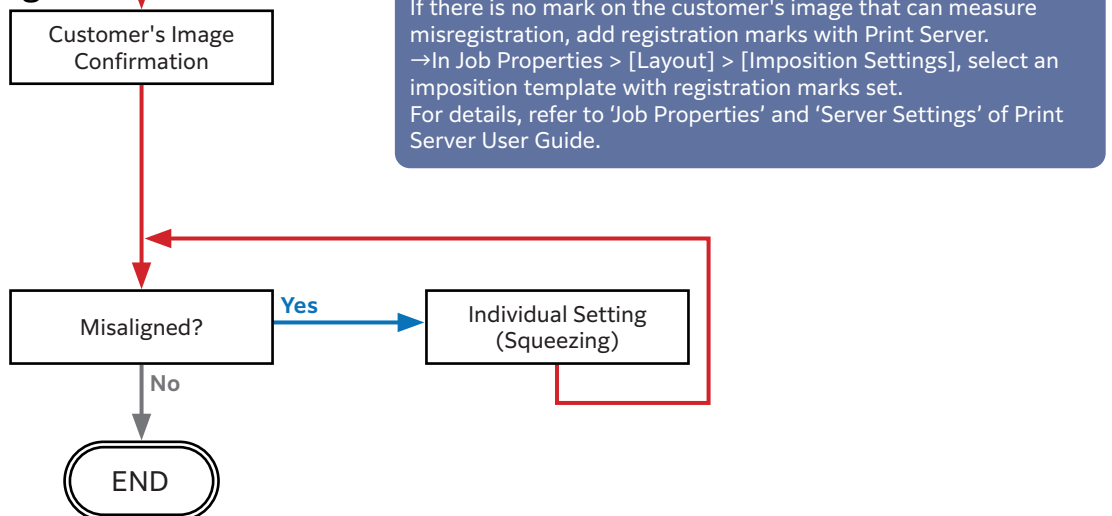 Customer's Image
Confirmation
If there is no mark on the customer's image that can measure
misregistration, add registration marks with Print Server.
→In Job Properties > [Layout] > [Imposition Settings], select an
imposition template with registration marks set.
For details, refer to ‘Job Properties’ and ‘Server Settings’ of Print
Server User Guide.
Misaligned?
Yes
Individual Setting
(Squeezing)
No
END